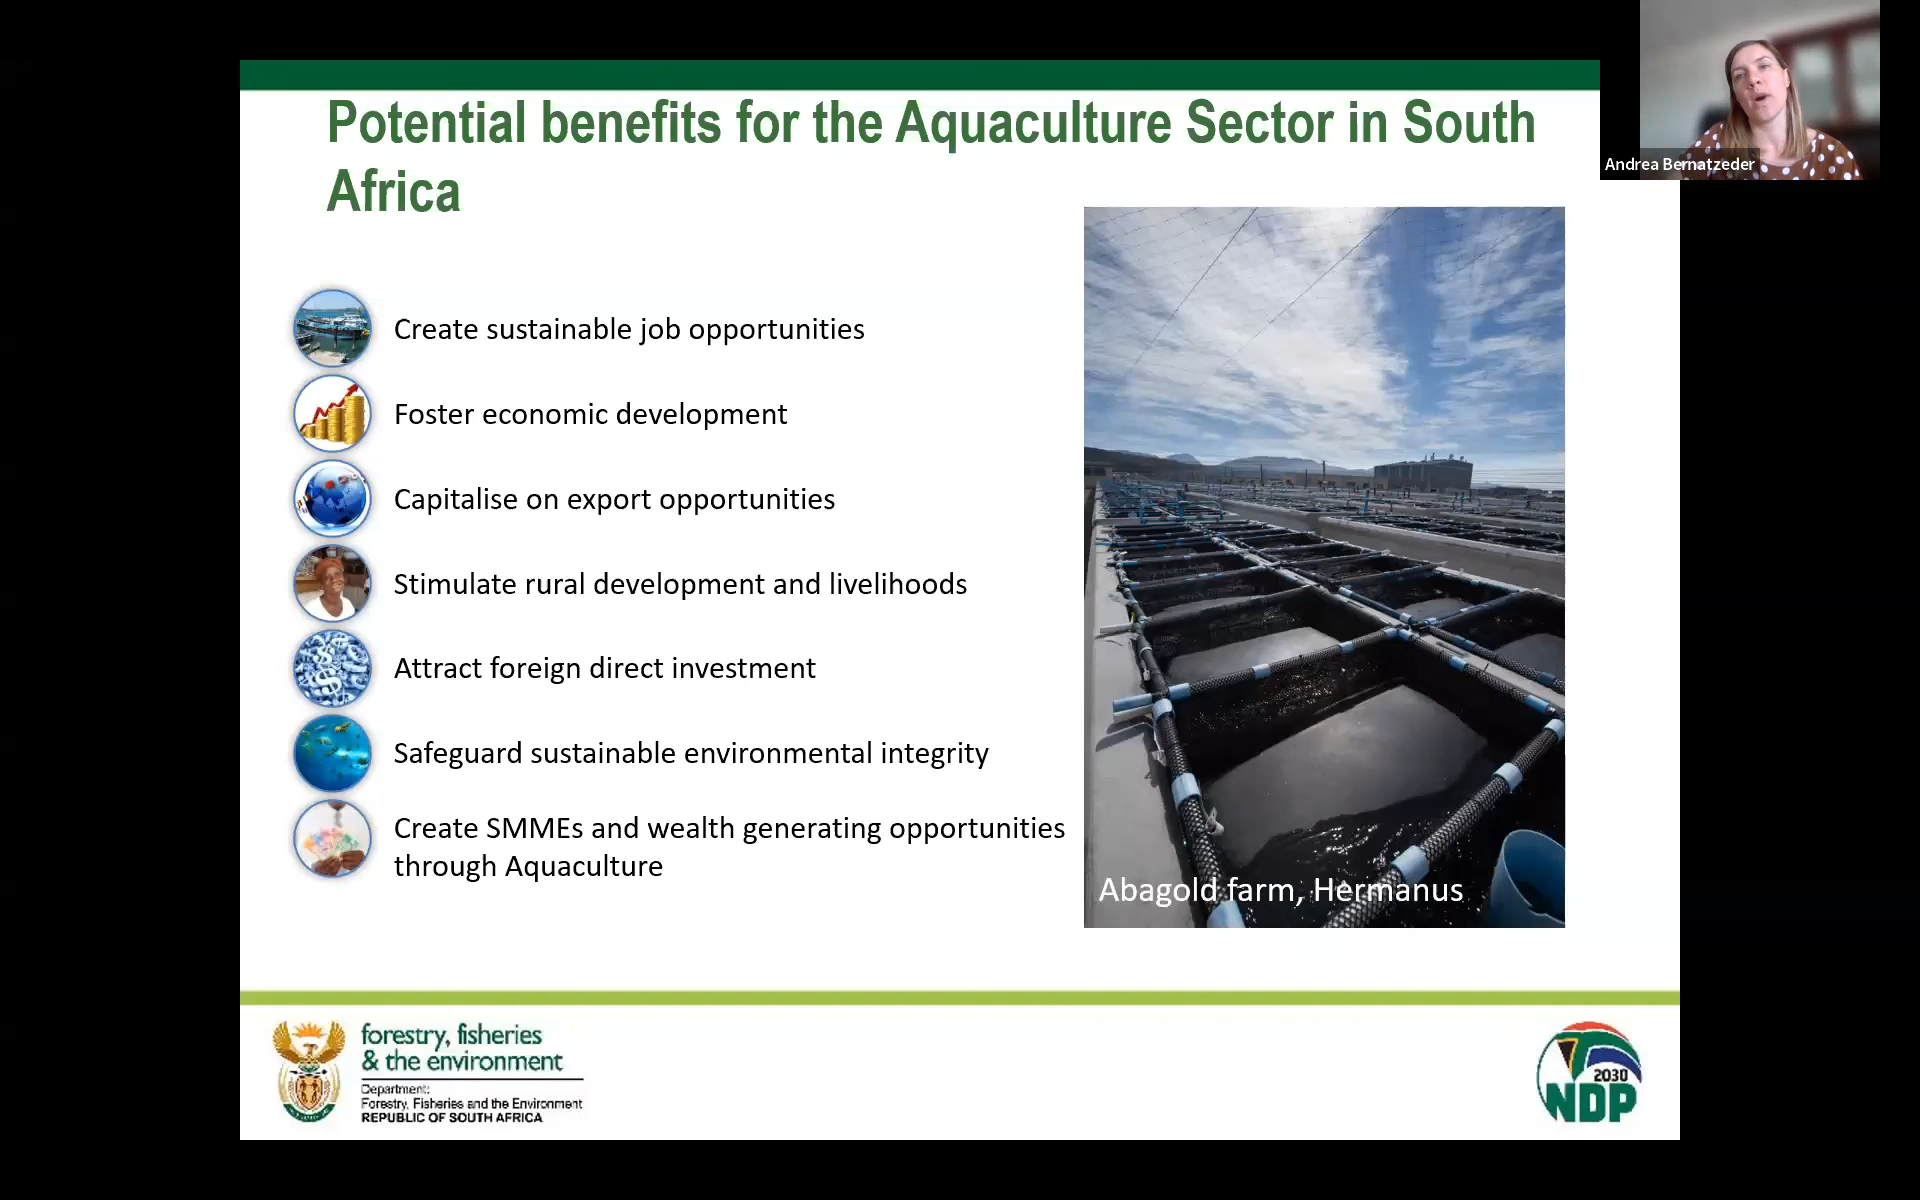 Potential benefits for the Aquaculture Sector in South
Africa
Andrea Bernatzeder
Create sustainable job opportunities
Foster economic development
Capitalise on export opportunities
Stimulate rural development and livelihoods
Attract foreign direct investment
Safeguard sustainable environmental integrity
Create SMMEs and wealth generating opportunities
through Aquaculture
Abagold farm, Hermanus
forestry, fisheries
& the environment
Department:
Forestry, Fisheries and the Environment
REPUBLIC OF SOUTH AFRICA
2030
NDP